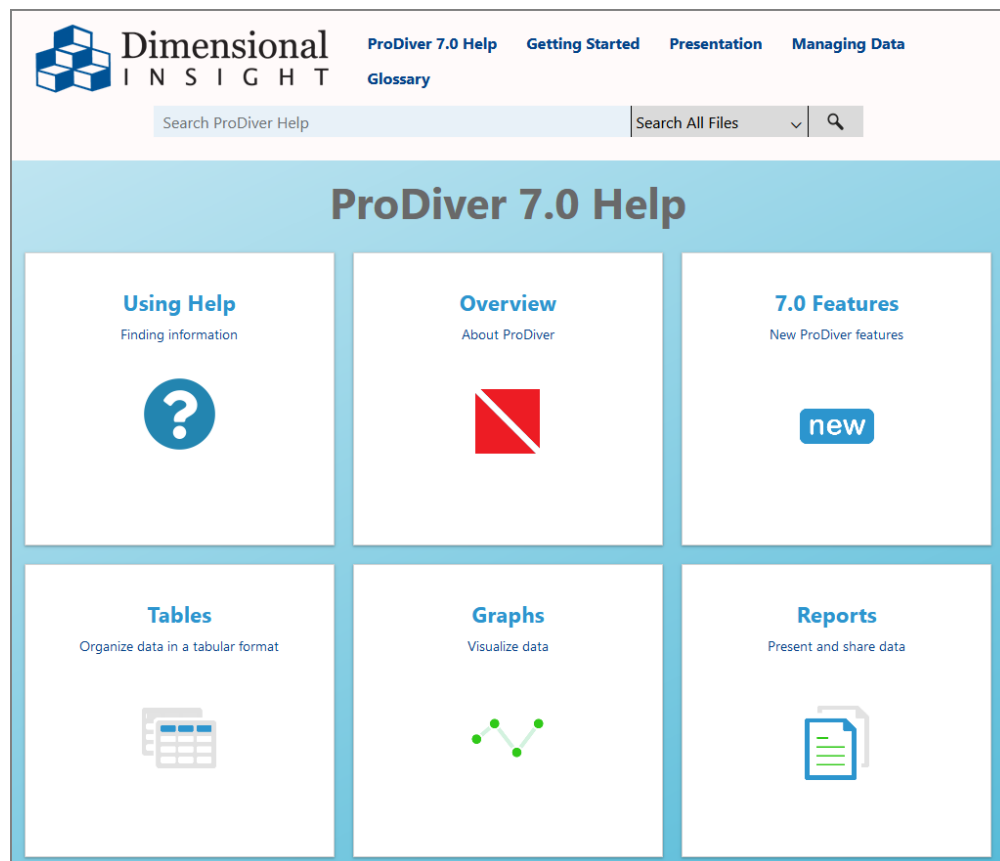 Dimensional
INSIGHT
ProDiver 7.0 Help
Getting Started
Presentation
Managing Data
Glossary
Search ProDiver Help
Search All Files
ProDiver 7.0 Help
Using Help
Finding information
?
Overview
About ProDiver
7.0 Features
New ProDiver features
new
Tables
Organize data in a tabular format
Graphs
Visualize data
Reports
Present and share data